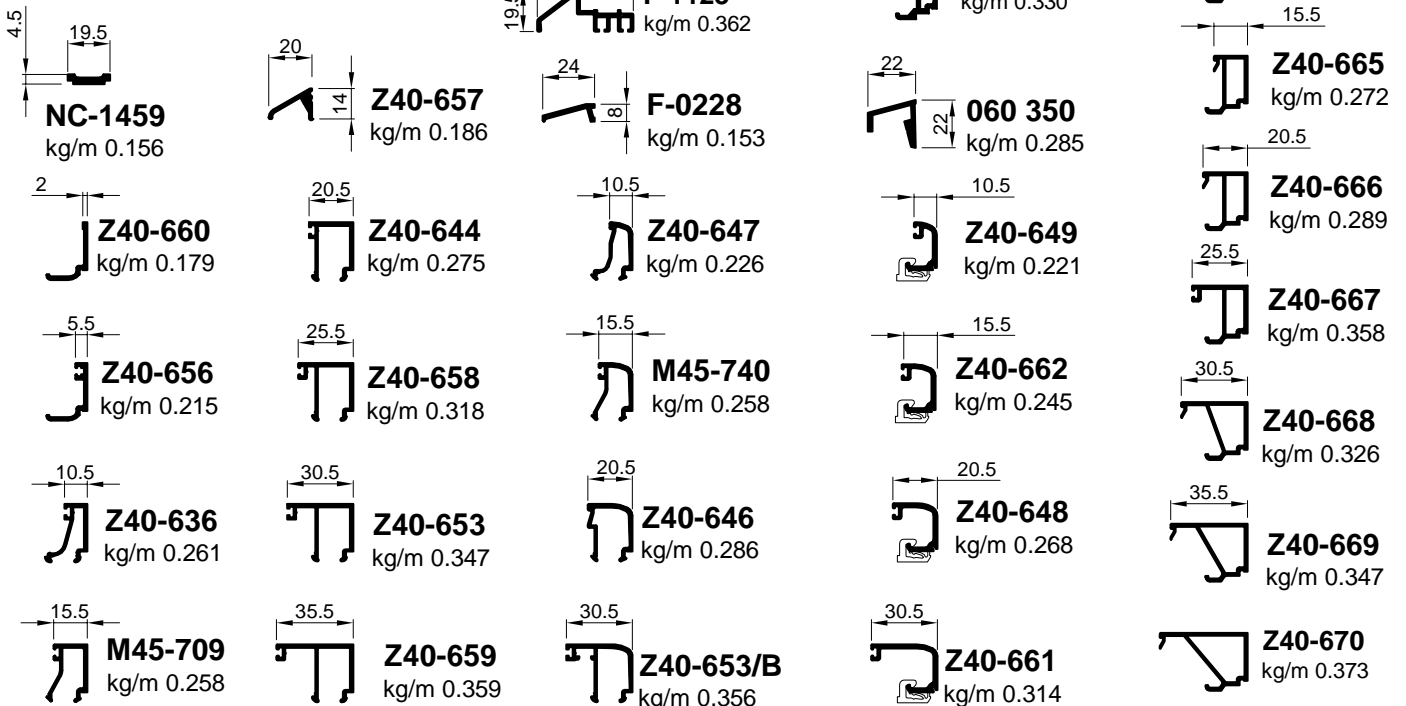 19.5
kg/m 0.362
kg/m 0.330
4.5
19.5
NC-1459
kg/m 0.156
20
14
Z40-657
kg/m 0.186
24
8
F-0228
kg/m 0.153
22
22
060 350
kg/m 0.285
15.5
Z40-665
kg/m 0.272
20.5
Z40-666
kg/m 0.289
2
Z40-660
kg/m 0.179
20.5
Z40-644
kg/m 0.275
10.5
Z40-647
kg/m 0.226
10.5
Z40-649
kg/m 0.221
25.5
Z40-667
kg/m 0.358
5.5
Z40-656
kg/m 0.215
25.5
Z40-658
kg/m 0.318
15.5
M45-740
kg/m 0.258
15.5
Z40-662
kg/m 0.245
30.5
Z40-668
kg/m 0.326
10.5
Z40-636
kg/m 0.261
30.5
Z40-653
kg/m 0.347
20.5
Z40-646
kg/m 0.286
20.5
Z40-648
kg/m 0.268
35.5
Z40-669
kg/m 0.347
15.5
M45-709
kg/m 0.258
35.5
Z40-659
kg/m 0.359
30.5
Z40-653/B
kg/m 0.356
30.5
Z40-661
kg/m 0.314
Z40-670
kg/m 0.373